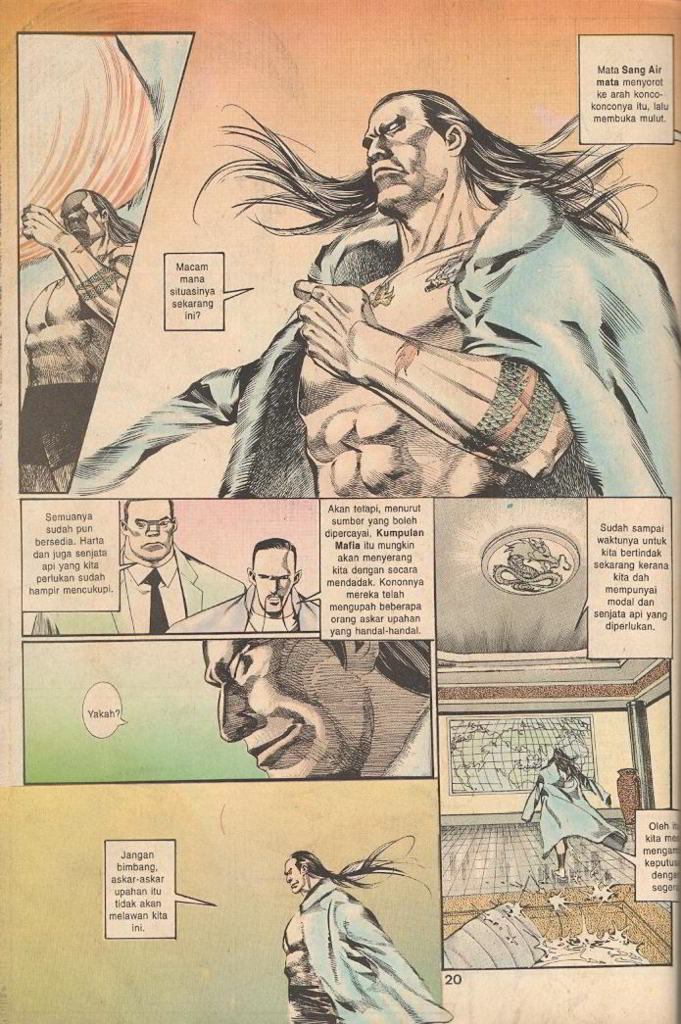 Mata Sang Air
mata menyorot
ke arah konco-
konconya itu, lalu
membuka mulut.
Macam
mana
situasinya
sekarang
ini?
Semuanya
sudah pun
bersedia. Harta
dan juga senjata
api yang kita
perlukan sudah
hampir mencukupi.
Akan tetapi, menurut
sumber yang boleh
dipercayai, Kumpulan
Mafia itu mungkin
akan menyerang
kita dengan secara
mendadak. Kononnya
mereka telah
mengupah beberapa
orang askar upahan
yang handal-handal.
Sudah sampai
waktunya untuk
kita bertindak
sekarang kerana
kita dah
mempunyai
modal dan
senjata api yang
diperlukan.
Yakah?
Oleh
kita
Jangan
bimbang,
askar-askar
upahan itu
tidak akan
melawan kita
ini.
20